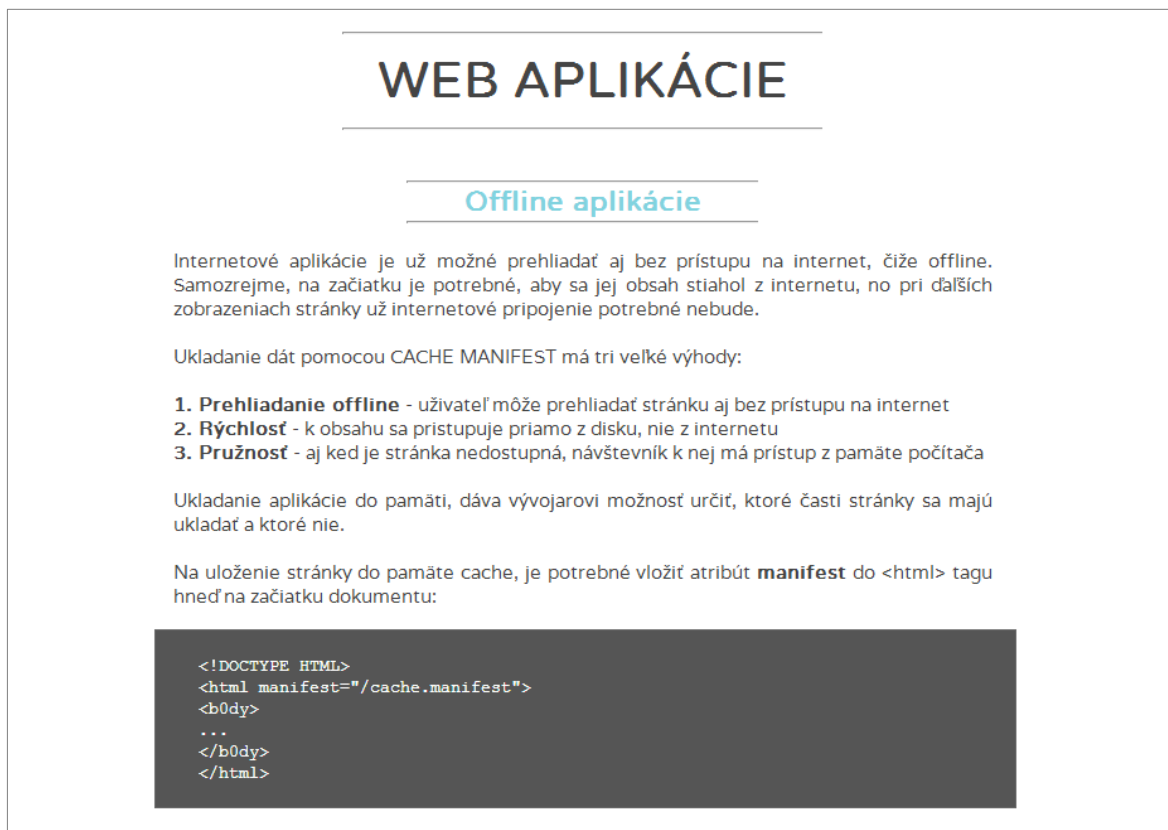 WEB APLIKÁCIE
Offline aplikácie
Internetové aplikácie je už možné prehliadať aj bez prístupu na internet, čiže offline.
Samozrejme, na začiatku je potrebné, aby sa jej obsah stiahol z internetu, no pri ďaľších
zobrazeniach stránky už internetové pripojenie potrebné nebude.
Ukladanie dát pomocou CACHE MANIFEST má tri veľké výhody:
1. Prehliadanie offline - uživateľ môže prehliadať stránku aj bez prístupu na internet
2. Rýchlosť - k obsahu sa pristupuje priamo z disku, nie z internetu
3. Pružnosť - aj ked je stránka nedostupná, návštevník k nej má prístup z pamäte počítača
Ukladanie aplikácie do pamäti, dáva vývojarovi možnosť určiť, ktoré časti stránky sa majú
ukladať a ktoré nie.
Na uloženie stránky do pamäte cache, je potrebné vložiť atribút manifest do <html> tagu
hneď na začiatku dokumentu:
<!DOCTYPE HTML>
<html manifest="/cache.manifest">
<b0dy>
...
</b0dy>
</html>